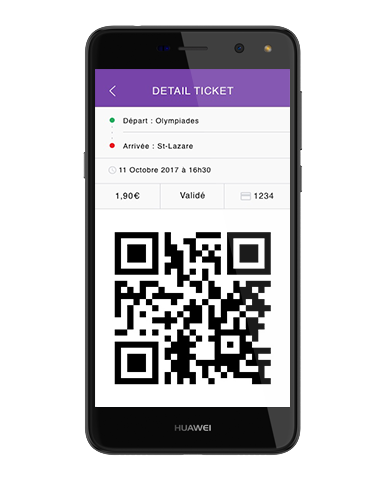 DETAIL TICKET
Départ : Olympiades
Arrivée : St-Lazare
11 Octobre 2017 à 16h30
1,90€ Validé 1234
HUAWEI